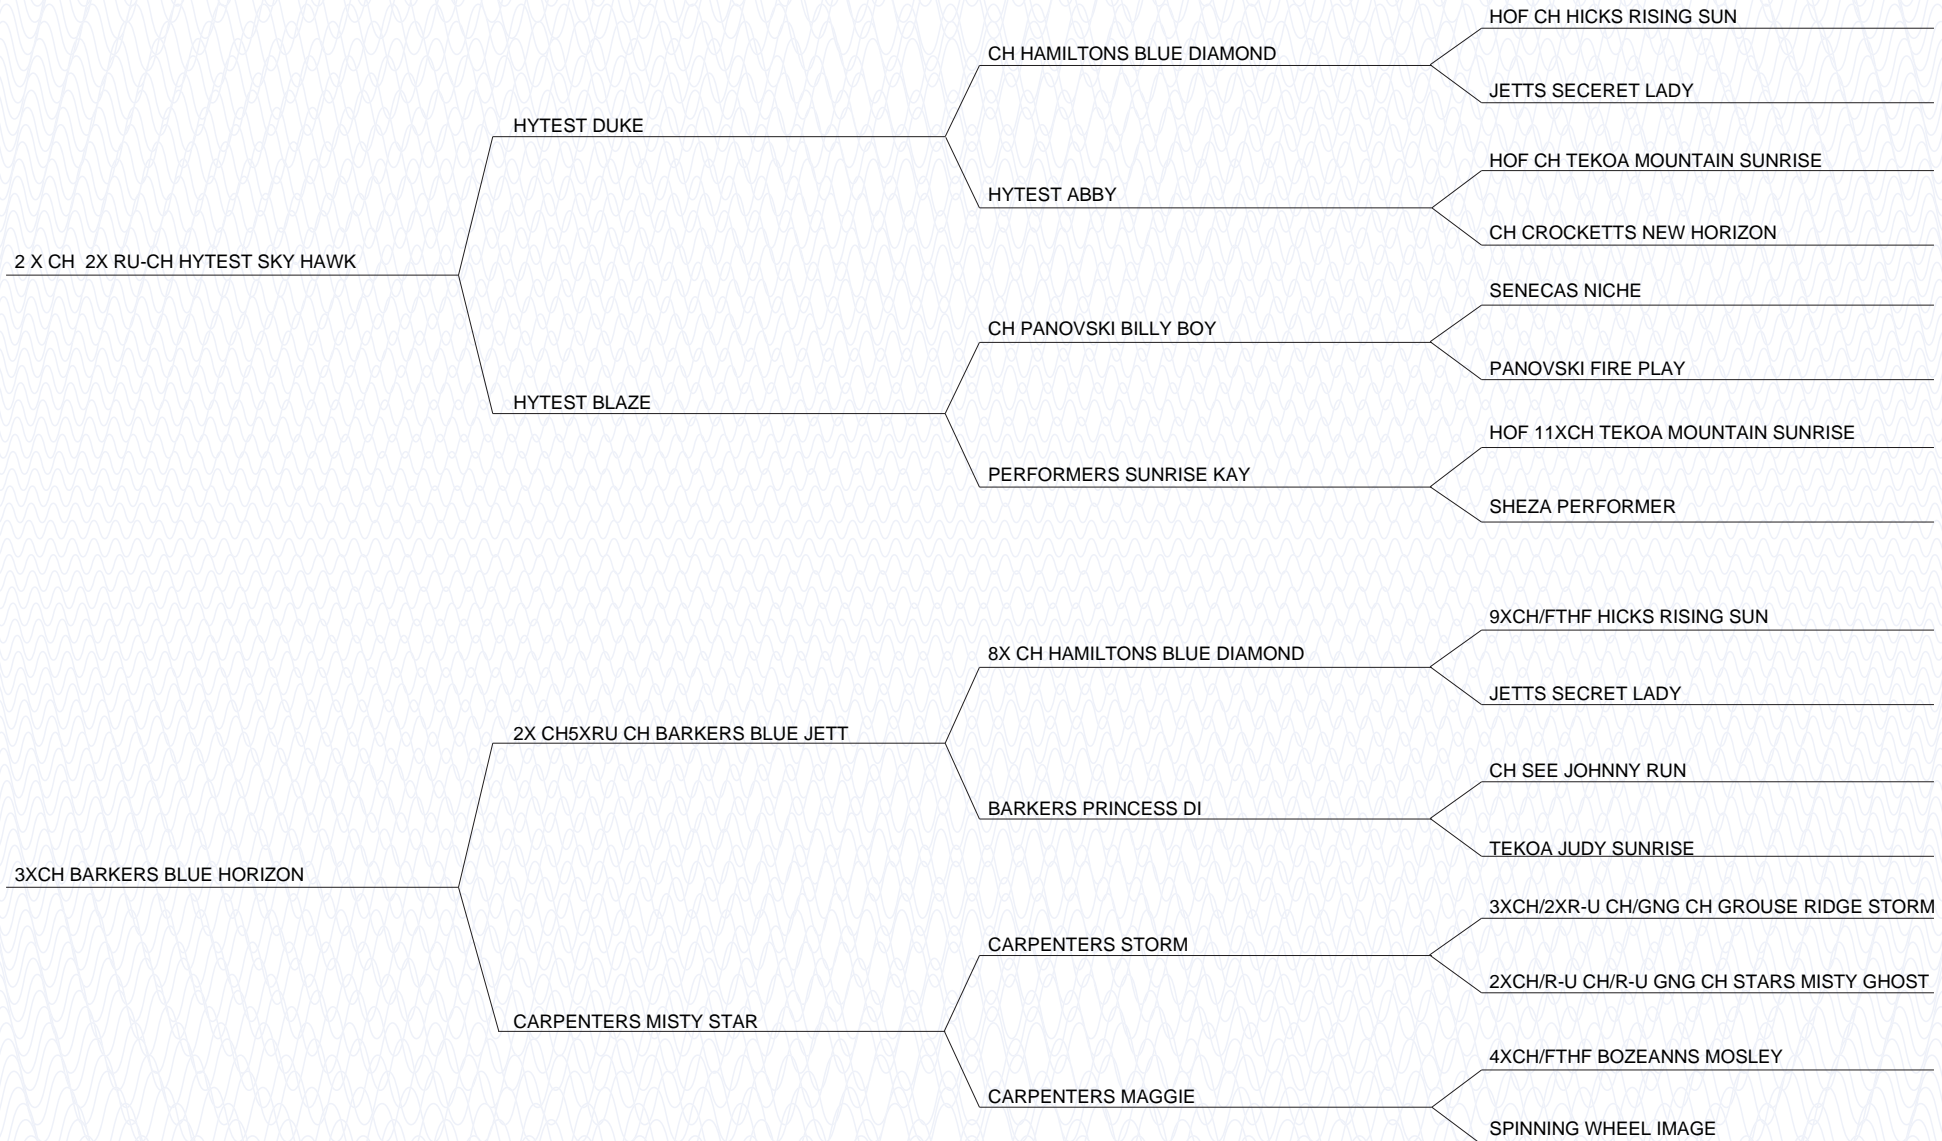 HOF CH HICKS RISING SUN
CH HAMILTONS BLUE DIAMOND
JETTS SECERET LADY
HYTEST DUKE
HOF CH TEKOA MOUNTAIN SUNRISE
HYTEST ABBY
CH CROCKETTS NEW HORIZON
2 X CH  2X RU-CH HYTEST SKY HAWK
SENECAS NICHE
CH PANOVSKI BILLY BOY
PANOVSKI FIRE PLAY
HYTEST BLAZE
HOF 11XCH TEKOA MOUNTAIN SUNRISE
PERFORMERS SUNRISE KAY
SHEZA PERFORMER
9XCH/FTHF HICKS RISING SUN
8X CH HAMILTONS BLUE DIAMOND
JETTS SECRET LADY
2X CH5XRU CH BARKERS BLUE JETT
CH SEE JOHNNY RUN
BARKERS PRINCESS DI
TEKOA JUDY SUNRISE
3XCH BARKERS BLUE HORIZON
3XCH/2XR-U CH/GNG CH GROUSE RIDGE STORM
CARPENTERS STORM
2XCH/R-U CH/R-U GNG CH STARS MISTY GHOST
CARPENTERS MISTY STAR
4XCH/FTHF BOZEANNS MOSLEY
CARPENTERS MAGGIE
SPINNING WHEEL IMAGE